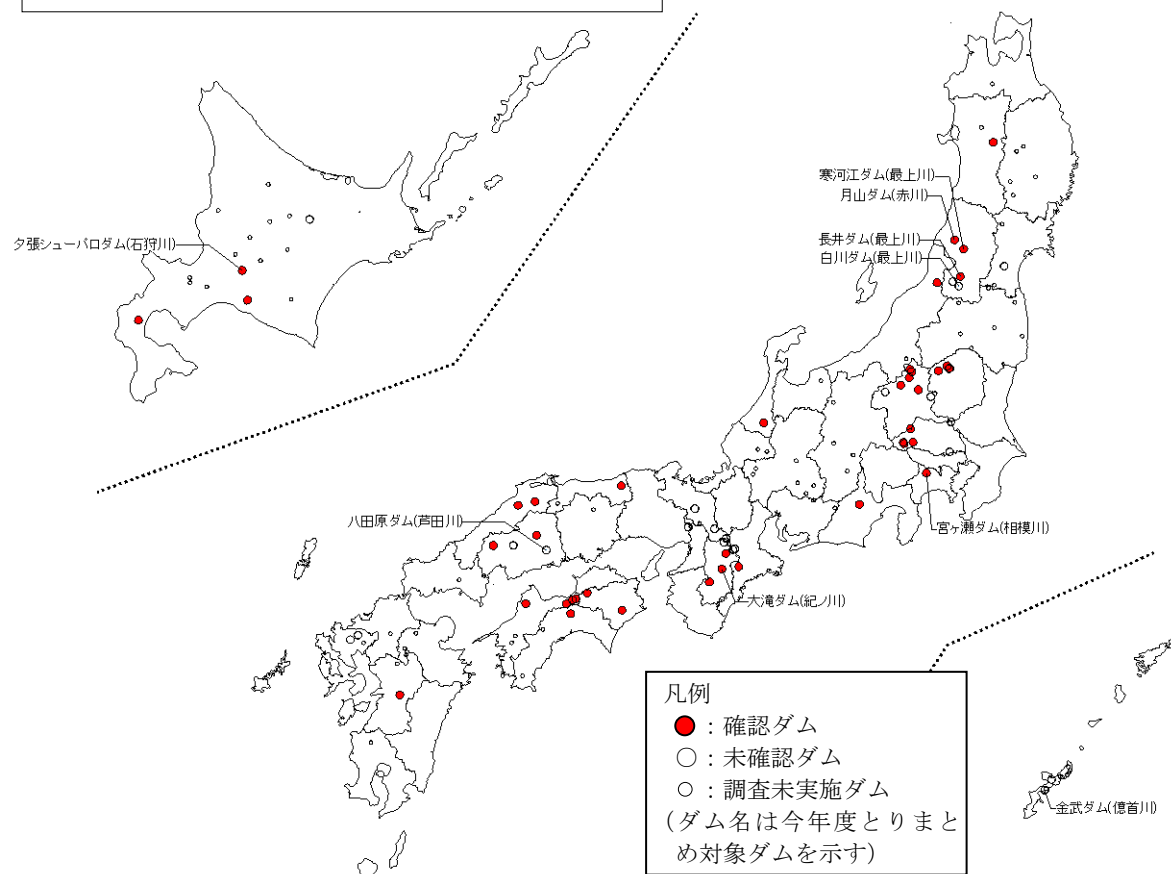 寒河江ダム(最上川)
月山ダム(赤川)
長井ダム(最上川)
白川ダム(最上川)
夕張シューパロダム(石狩川)
八田原ダム(芦田川)
宮ヶ瀬ダム(相模川)
大滝ダム(紀ノ川)
金武ダム(億首川)
凡例
：確認ダム
：未確認ダム
：調査未実施ダム
(ダム名は今年度とりまと
め対象ダムを示す)